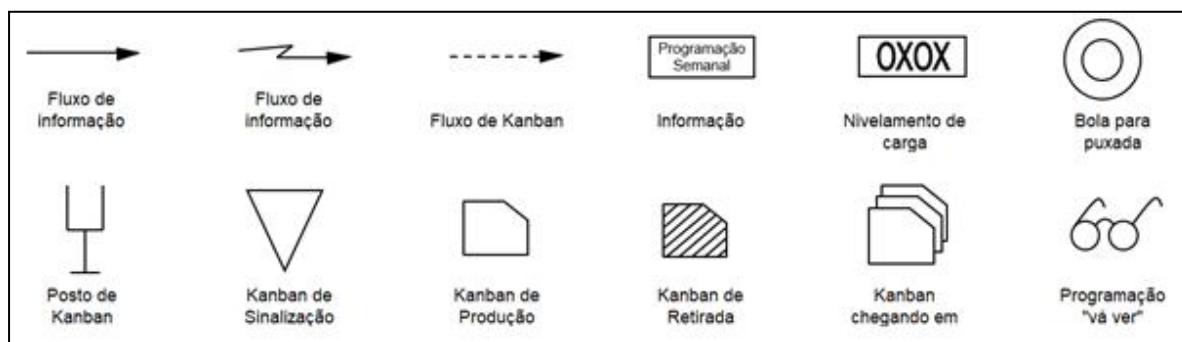 Programação
Semanal
OXOX
Fluxo de
informação
Fluxo de
informação
Fluxo de Kanban
Informação
Nivelamento de
carga
Bola para
puxada
Posto de
Kanban
Kanban de
Sinalização
Kanban de
Produção
Kanban de
Retirada
Kanban
chegando em
Programação
"vá ver"